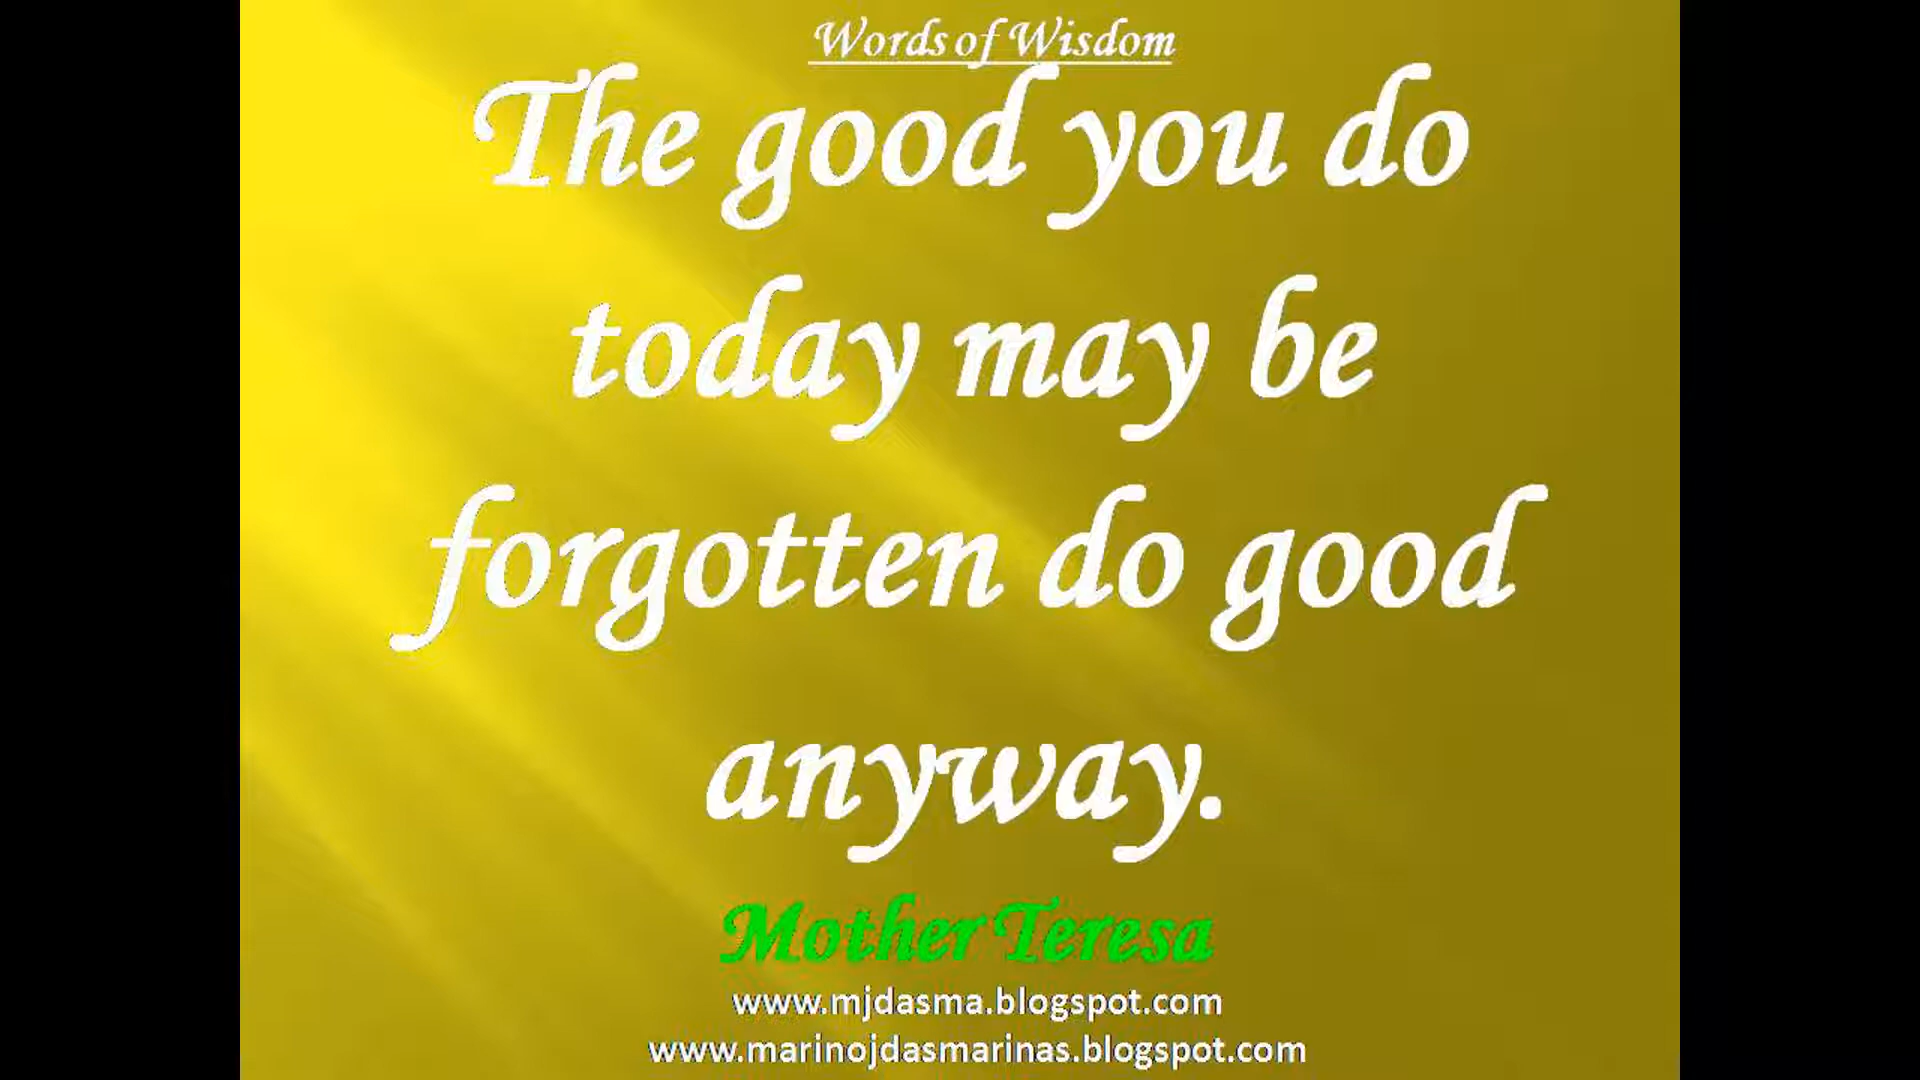 Words of Wisdom
The good you do
today may be
forgotten do good
anyway.
Mother Teresa
www.mjdasma.blogspot.com
www.marinojdasmarinas.blogspot.com